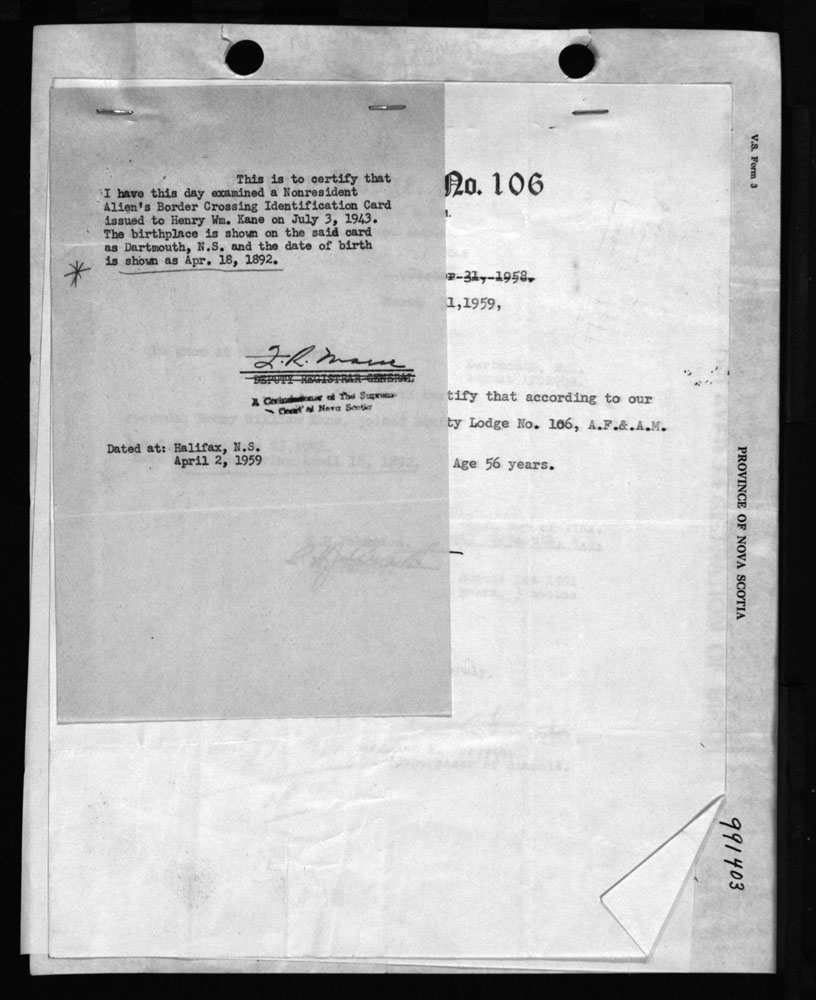 This is to certify that
I have this day examined a Nonresident
Alien's Border Crossing Identification Card
issued to Henry Wm. Kane on July 3, 1943.
The birthplace is shown on the said card
as Dartmouth, N.S. and the date of birth
is shown as Apr. 18, 1892.
DEPUTY REGISTRAR GENERAL
A Commissioner of The Supreme
Court of Nova Scotia
Dated at: Halifax, N.S.
April 2, 1959
No. 106
31, 1958.
1,1959,
tify that according to our
ty Lodge No. 106, A.F.&.A.M.
Age 56 years.
V.S. Form 3
PROVINCE OF NOVA SCOTIA
991403